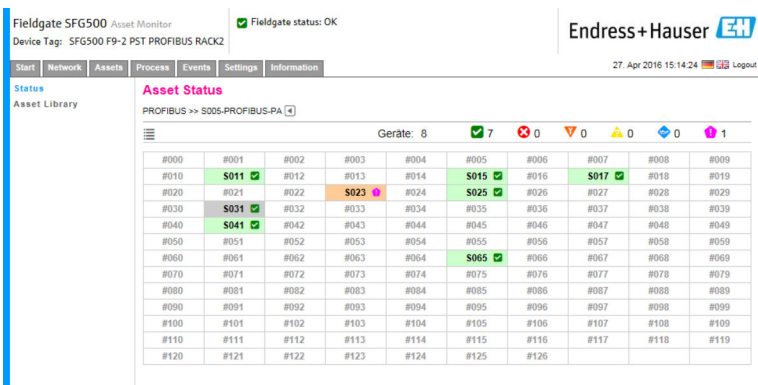 Fieldgate SFG500 Asset Monitor
Device Tag: SFG500 F9-2 PST PROFIBUS RACK2
Fieldgate status: OK
Endress+Hauser EH
Start Network Assets Process Events Settings Information
27. Apr 2016 15:14:24 Logout
Status
Asset Library
Asset Status
PROFIBUS >> S005-PROFIBUS-PA
Geräte: 8 7 0 0 0 0 1
#000 #001 #002 #003 #004 #005 #006 #007 #008 #009
#010 S011 #012 #013 #014 S015 #016 S017 #018 #019
#020 #021 #022 S023 #024 S025 #026 #027 #028 #029
#030 S031 #032 #033 #034 #035 #036 #037 #038 #039
#040 S041 #042 #043 #044 #045 #046 #047 #048 #049
#050 #051 #052 #053 #054 #055 #056 #057 #058 #059
#060 #061 #062 #063 #064 S065 #066 #067 #068 #069
#070 #071 #072 #073 #074 #075 #076 #077 #078 #079
#080 #081 #082 #083 #084 #085 #086 #087 #088 #089
#090 #091 #092 #093 #094 #095 #096 #097 #098 #099
#100 #101 #102 #103 #104 #105 #106 #107 #108 #109
#110 #111 #112 #113 #114 #115 #116 #117 #118 #119
#120 #121 #122 #123 #124 #125 #126